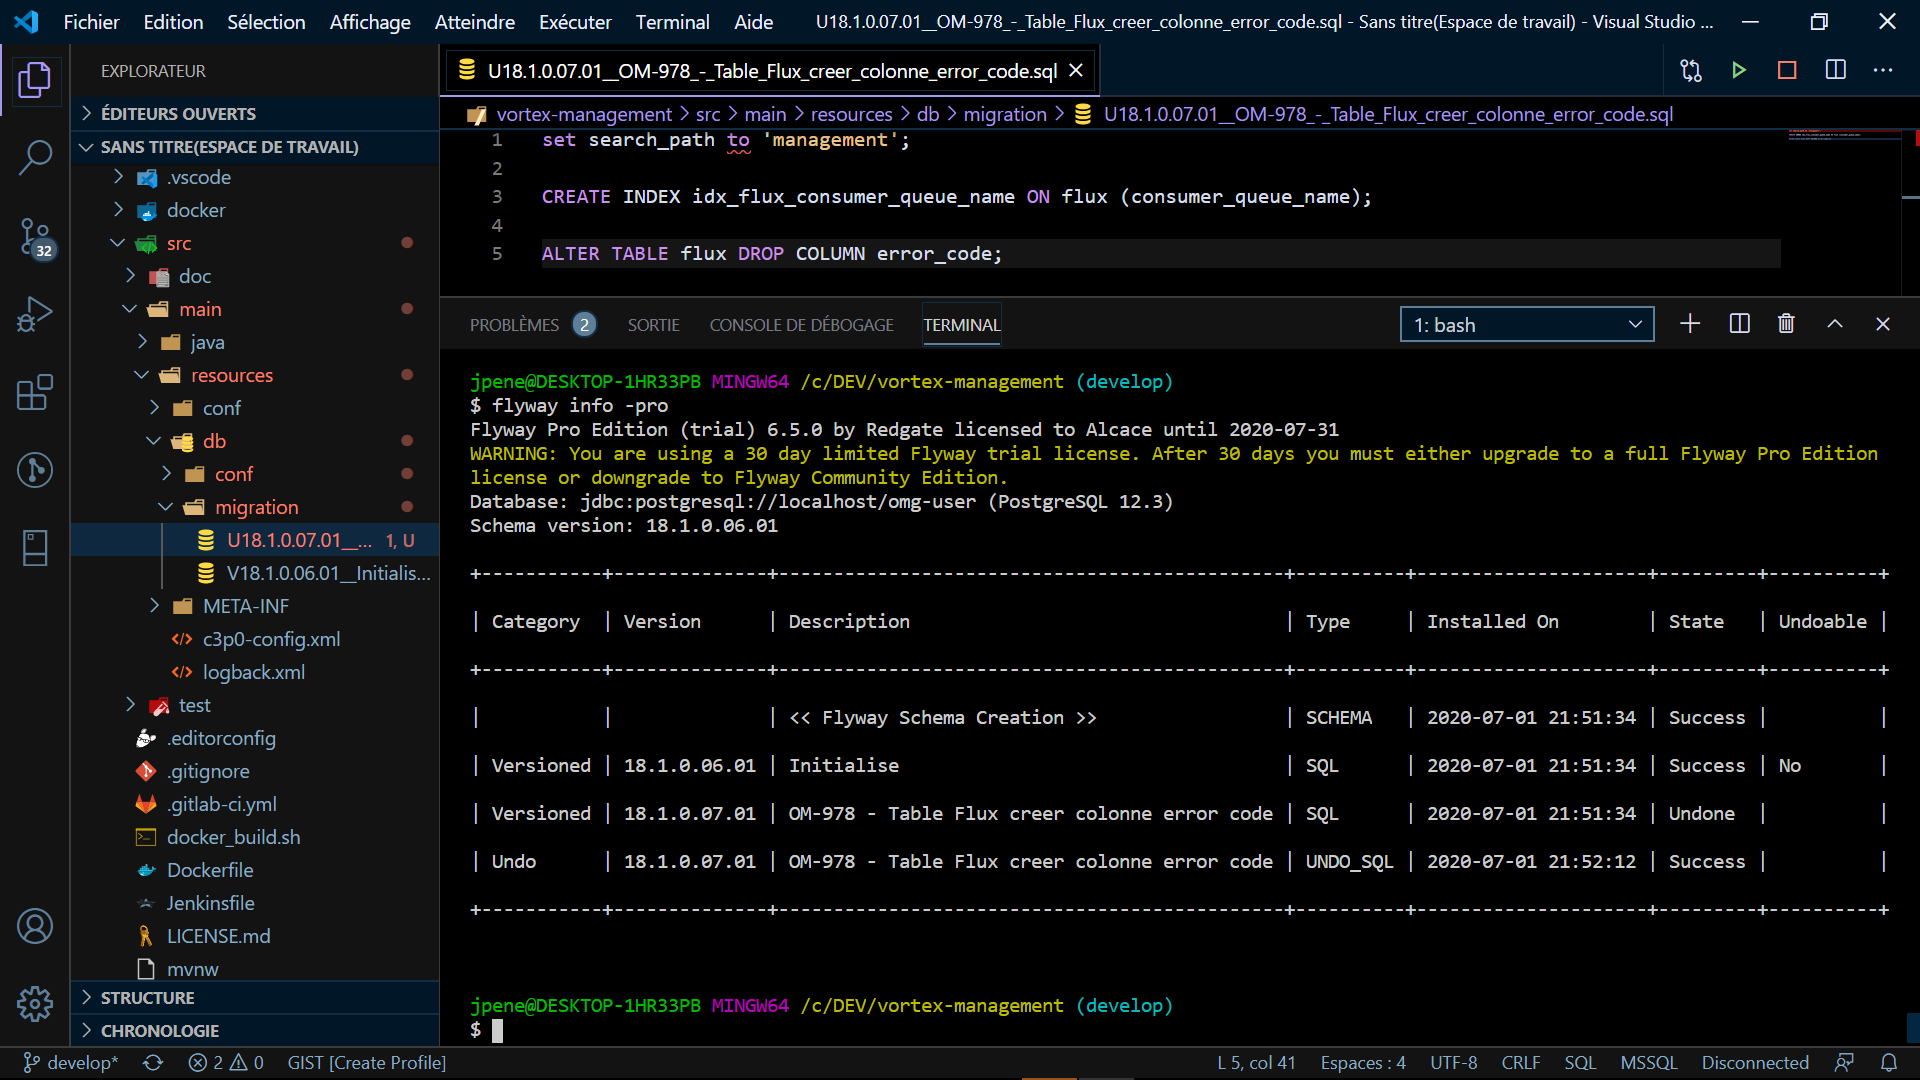 Fichier Edition Sélection Affichage Atteindre Exécuter Terminal Aide U18.1.0.07.01__OM-978_-_Table_Flux_creer_colonne_error_code.sql - Sans titre(Espace de travail) - Visual Studio ...
EXPLORATEUR
ÉDITEURS OUVERTS
SANS TITRE(ESPACE DE TRAVAIL)
.vscode
docker
src
doc
main
java
resources
conf
db
conf
migration
U18.1.0.07.01__... 1, U
V18.1.0.06.01__Initialis...
META-INF
c3p0-config.xml
logback.xml
test
.editorconfig
.gitignore
.gitlab-ci.yml
docker_build.sh
Dockerfile
Jenkinsfile
LICENSE.md
mvnw
STRUCTURE
CHRONOLOGIE
32
U18.1.0.07.01__OM-978_-_Table_Flux_creer_colonne_error_code.sql
vortex-management > src > main > resources > db > migration > U18.1.0.07.01__OM-978_-_Table_Flux_creer_colonne_error_code.sql
1 set search_path to 'management';
2
3 CREATE INDEX idx_flux_consumer_queue_name ON flux (consumer_queue_name);
4
5 ALTER TABLE flux DROP COLUMN error_code;
PROBLÈMES 2 SORTIE CONSOLE DE DÉBOGAGE TERMINAL 1: bash
jpene@DESKTOP-1HR33PB MINGW64 /c/DEV/vortex-management (develop)
$ flyway info -pro
Flyway Pro Edition (trial) 6.5.0 by Redgate licensed to Alcace until 2020-07-31
WARNING: You are using a 30 day limited Flyway trial license. After 30 days you must either upgrade to a full Flyway Pro Edition
license or downgrade to Flyway Community Edition.
Database: jdbc:postgresql://localhost/omg-user (PostgreSQL 12.3)
Schema version: 18.1.0.06.01
+-----------+--------------+----------------------------------------------+----------+---------------------+---------+----------+
| Category | Version | Description | Type | Installed On | State | Undoable |
+-----------+--------------+----------------------------------------------+----------+---------------------+---------+----------+
| | | << Flyway Schema Creation >> | SCHEMA | 2020-07-01 21:51:34 | Success | |
| Versioned | 18.1.0.06.01 | Initialise | SQL | 2020-07-01 21:51:34 | Success | No |
| Versioned | 18.1.0.07.01 | OM-978 - Table Flux creer colonne error code | SQL | 2020-07-01 21:51:34 | Undone | |
| Undo | 18.1.0.07.01 | OM-978 - Table Flux creer colonne error code | UNDO_SQL | 2020-07-01 21:52:12 | Success | |
+-----------+--------------+----------------------------------------------+----------+---------------------+---------+----------+
jpene@DESKTOP-1HR33PB MINGW64 /c/DEV/vortex-management (develop)
$
develop* 2 0 GIST [Create Profile] L 5, col 41 Espaces : 4 UTF-8 CRLF SQL MSSQL Disconnected